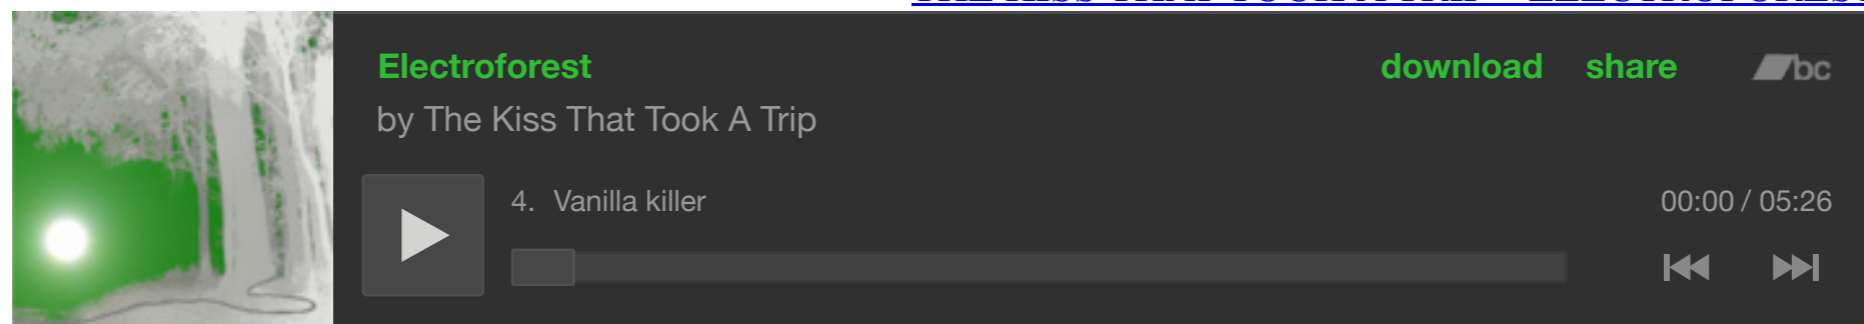 Electroforest
download share bc
by The Kiss That Took A Trip
4. Vanilla killer
00:00 / 05:26